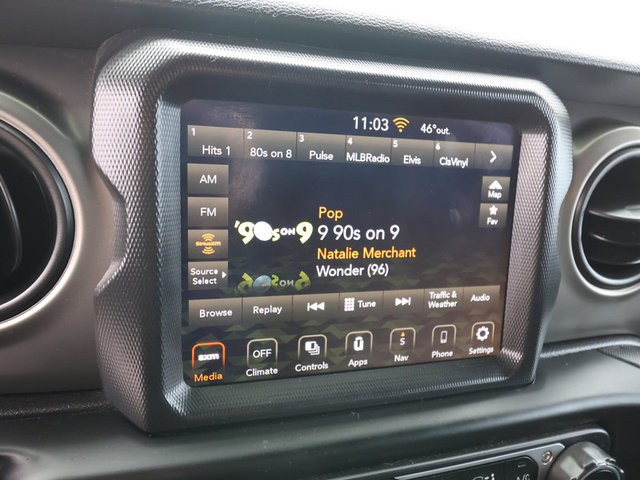 11:03 46° out.
1 2 3 4 5 6
Hits 1 80s on 8 Pulse MLBRadio Elvis ClsVinyl
AM
FM
SiriusXM
Source Select
Map
Fav
'90s ON 9
Pop
9 90s on 9
Natalie Merchant
Wonder (96)
Browse Replay Tune Traffic & Weather Audio
OFF S
sxm
Media Climate Controls Apps Nav Phone Settings
A/C